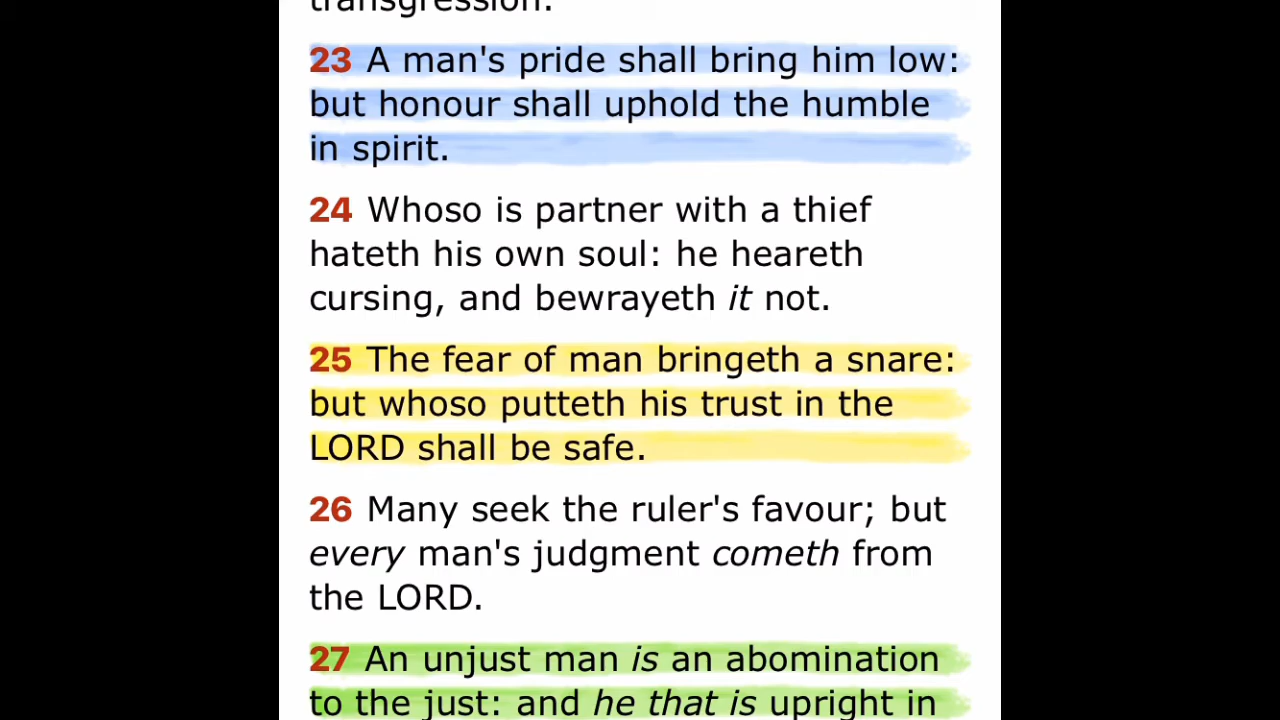 transgression.
23 A man's pride shall bring him low:
but honour shall uphold the humble
in spirit.
24 Whoso is partner with a thief
hateth his own soul: he heareth
cursing, and bewrayeth it not.
25 The fear of man bringeth a snare:
but whoso putteth his trust in the
LORD shall be safe.
26 Many seek the ruler's favour; but
every man's judgment cometh from
the LORD.
27 An unjust man is an abomination
to the just: and he that is upright in